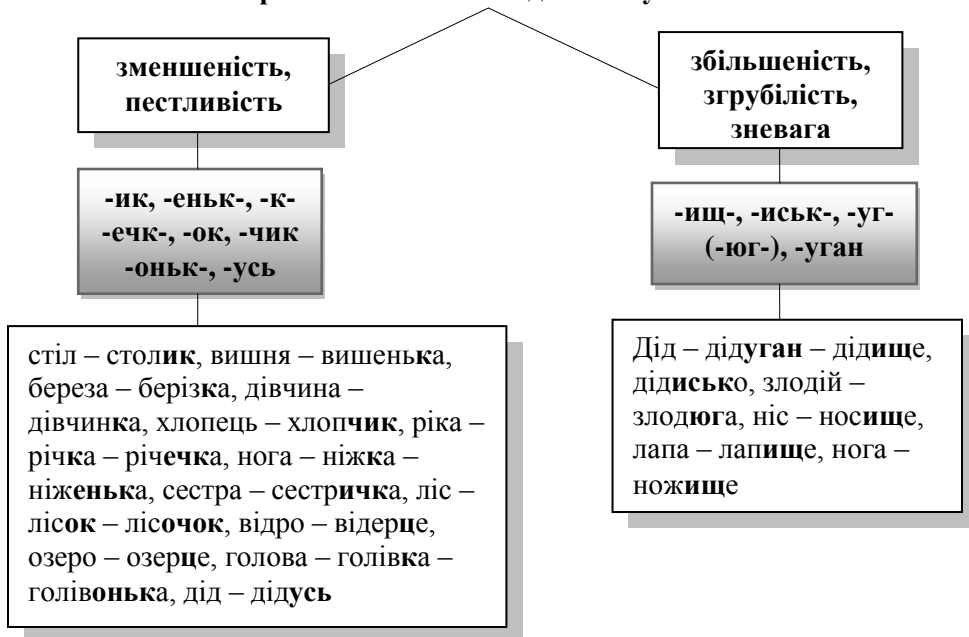 зменшеність,
пестливість
-ик, -еньк-, -к-
-ечк-, -ок, -чик
-оньк-, -усь
стіл – столик, вишня – вишенька,
береза – берізка, дівчина –
дівчинка, хлопець – хлопчик, ріка –
річка – річечка, нога – ніжка –
ніженька, сестра – сестричка, ліс –
лісок – лісочок, відро – відерце,
озеро – озерце, голова – голівка –
голівонька, дід – дідусь
збільшеність,
згрубілість,
зневага
-ищ-, -иськ-, -уг-
(-юг-), -уган
Дід – дідуган – дідище,
дідисько, злодій –
злодюга, ніс – носище,
лапа – лапище, нога –
ножище